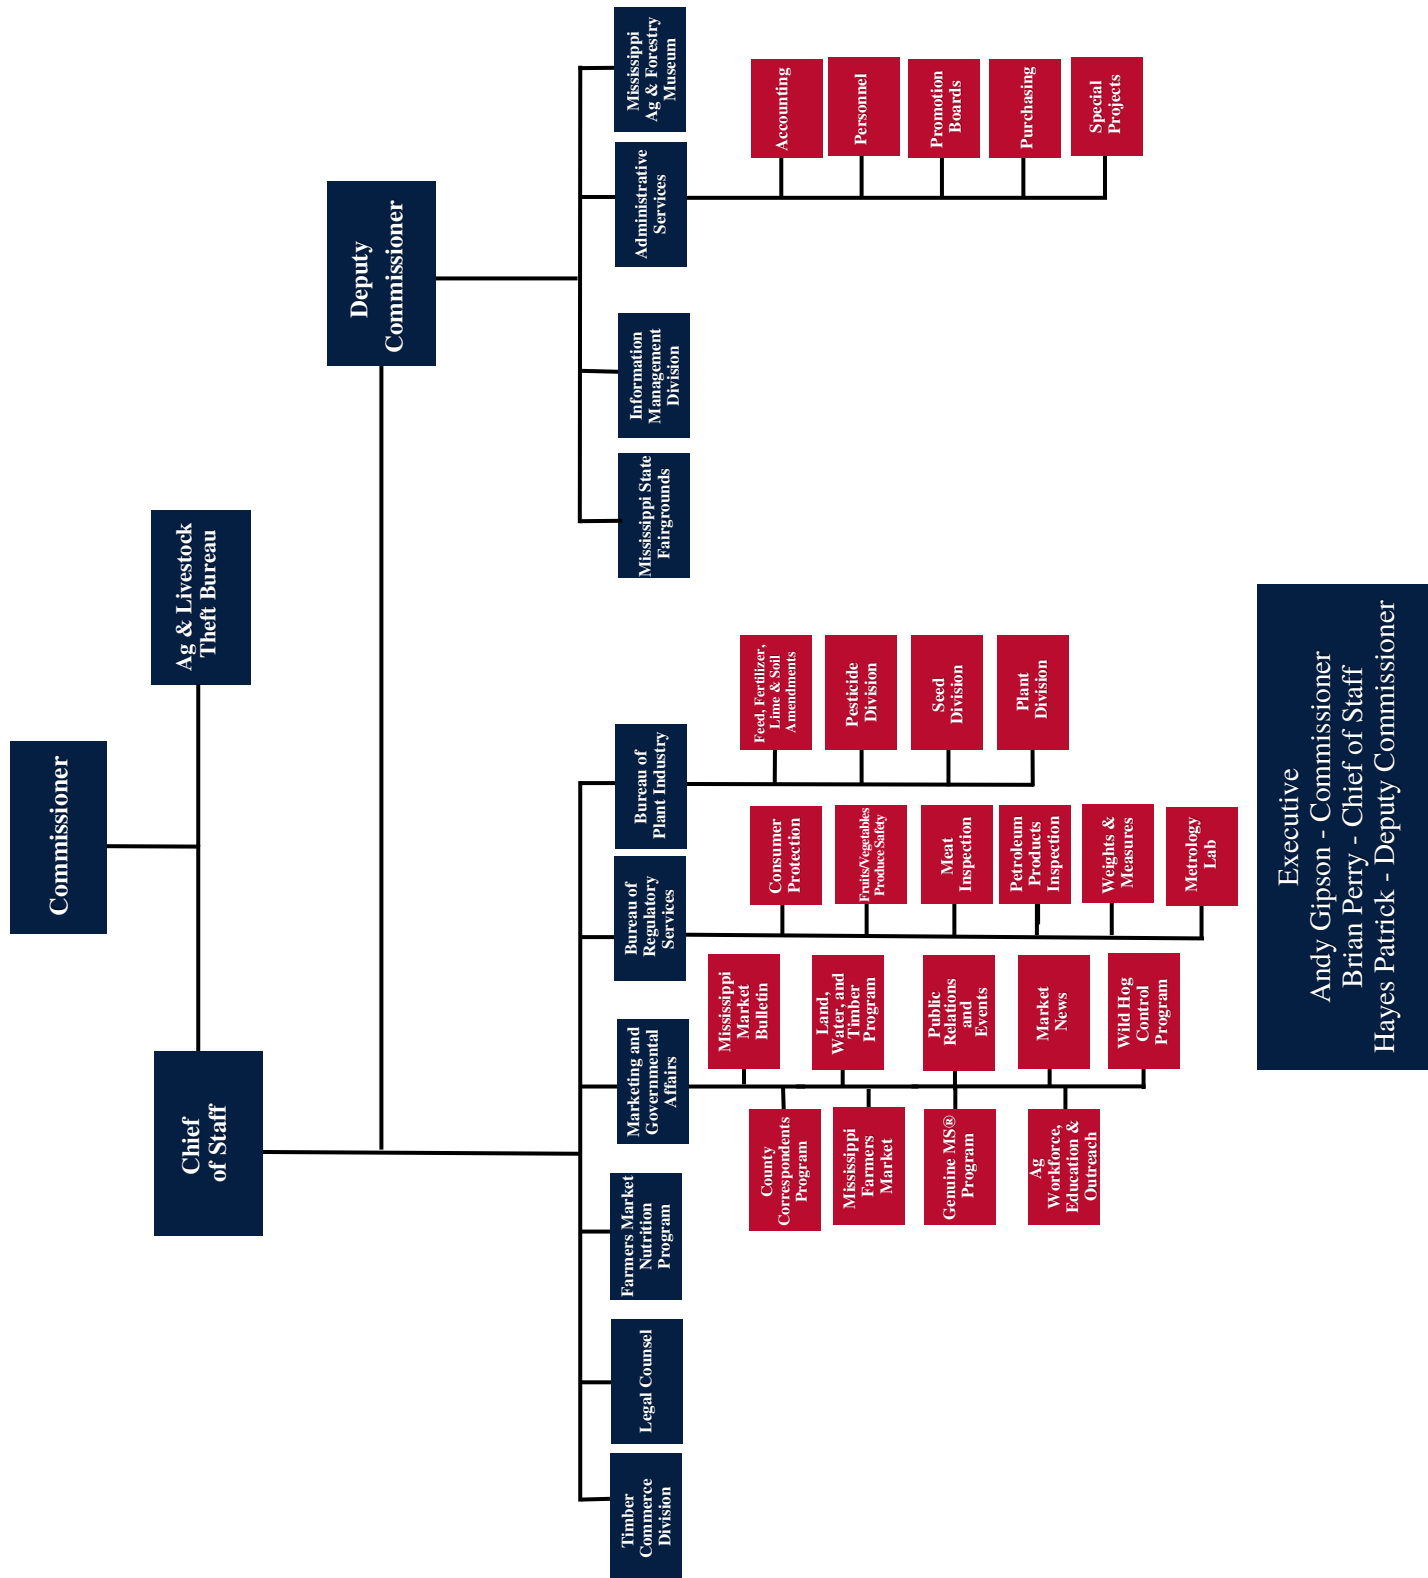 Commissioner
Chief
of Staff
Ag & Livestock
Theft Bureau
Deputy
Commissioner
Timber
Commerce
Division
Legal Counsel
Farmers Market
Nutrition
Program
Marketing and
Governmental
Affairs
Bureau of
Regulatory
Services
Bureau of
Plant Industry
Mississippi State
Fairgrounds
Information
Management
Division
Administrative
Services
Mississippi
Ag & Forestry
Museum
County
Correspondents
Program
Mississippi
Farmers
Market
Genuine MS®
Program
Ag
Workforce,
Education &
Outreach
Mississippi
Market
Bulletin
Land,
Water, and
Timber
Program
Public
Relations
and
Events
Market
News
Wild Hog
Control
Program
Consumer
Protection
Fruits/Vegetables
Produce Safety
Meat
Inspection
Petroleum
Products
Inspection
Weights &
Measures
Metrology
Lab
Feed, Fertilizer,
Lime & Soil
Amendments
Pesticide
Division
Seed
Division
Plant
Division
Accounting
Personnel
Promotion
Boards
Purchasing
Special
Projects
Executive
Andy Gipson - Commissioner
Brian Perry - Chief of Staff
Hayes Patrick - Deputy Commissioner